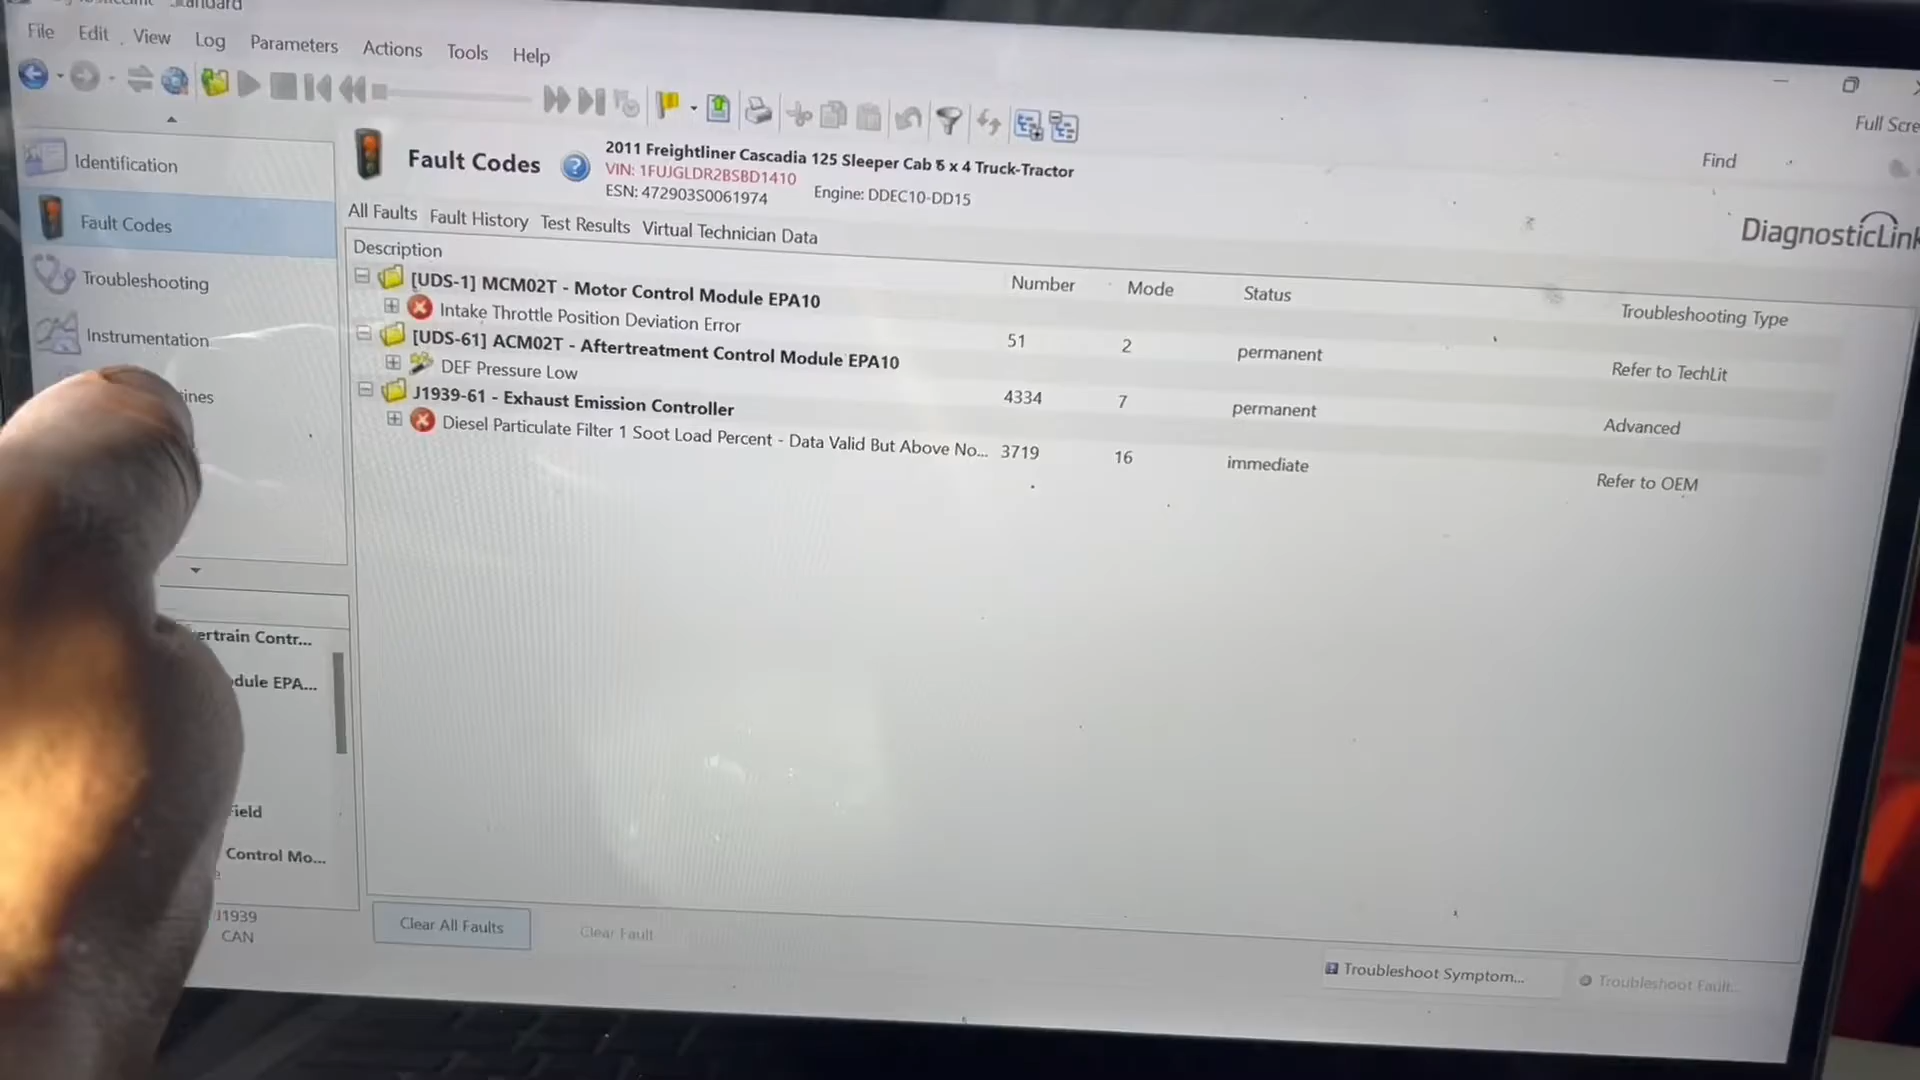 File Edit View Log Parameters Actions Tools Help
Full Scre
Find
Identification
Fault Codes
Troubleshooting
Instrumentation
ines
Fault Codes
2011 Freightliner Cascadia 125 Sleeper Cab 6 x 4 Truck-Tractor
VIN: 1FUJGLDR2BSBD1410
ESN: 472903S0061974 Engine: DDEC10-DD15
DiagnosticLink
All Faults Fault History Test Results Virtual Technician Data
Description Number Mode Status Troubleshooting Type
[UDS-1] MCM02T - Motor Control Module EPA10
Intake Throttle Position Deviation Error 51 2 permanent Refer to TechLit
[UDS-61] ACM02T - Aftertreatment Control Module EPA10
DEF Pressure Low 4334 7 permanent Advanced
J1939-61 - Exhaust Emission Controller
Diesel Particulate Filter 1 Soot Load Percent - Data Valid But Above No... 3719 16 immediate Refer to OEM
ertrain Contr...
dule EPA...
Field
Control Mo...
J1939
CAN
Clear All Faults Clear Fault
Troubleshoot Symptom... Troubleshoot Fault...